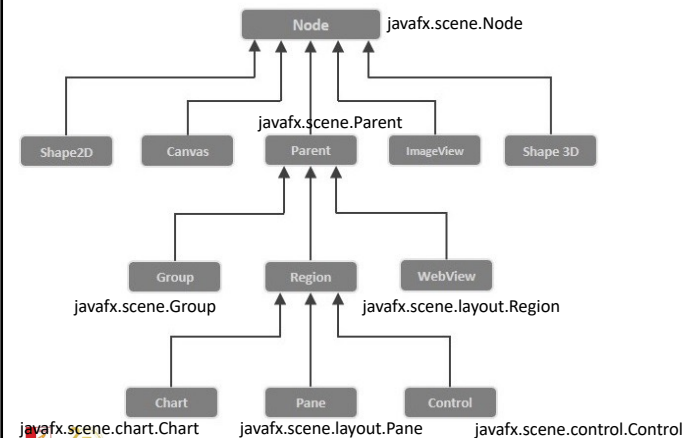 Node
javafx.scene.Node
javafx.scene.Parent
Shape2D
Canvas
Parent
ImageView
Shape 3D
Group
Region
WebView
javafx.scene.Group
javafx.scene.layout.Region
Chart
Pane
Control
javafx.scene.chart.Chart
javafx.scene.layout.Pane
javafx.scene.control.Control